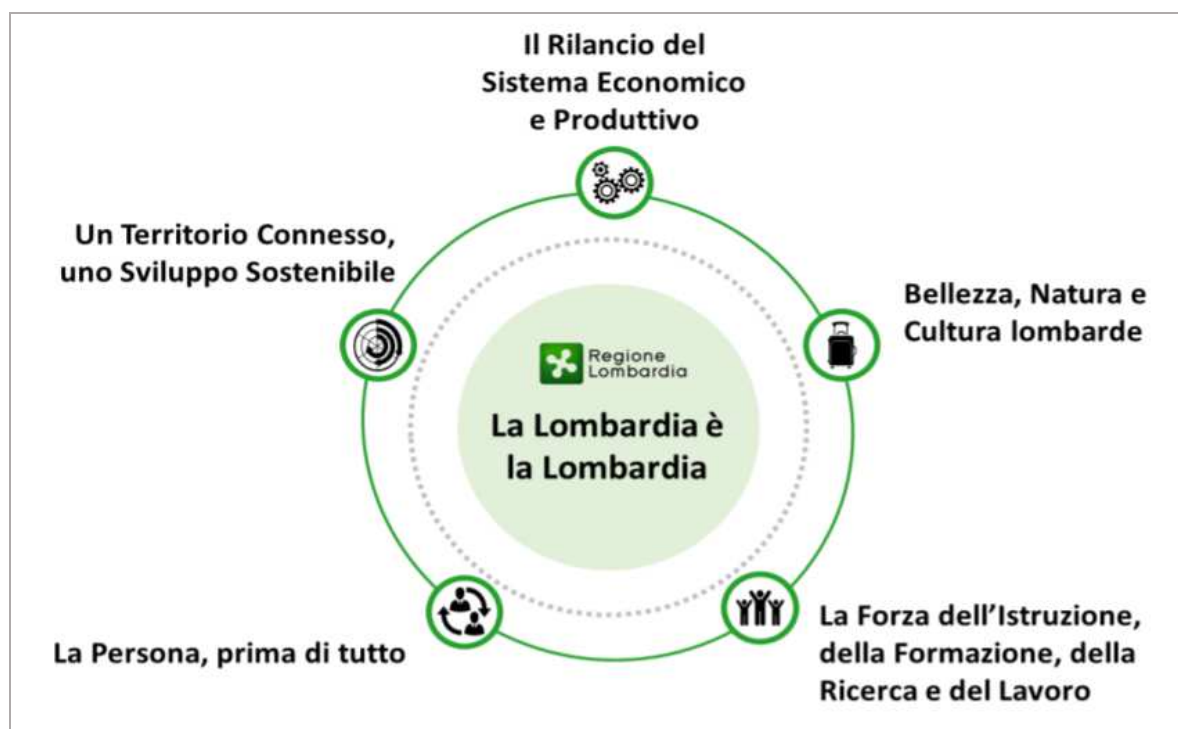 Il Rilancio del
Sistema Economico
e Produttivo
Un Territorio Connesso,
uno Sviluppo Sostenibile
Bellezza, Natura e
Cultura lombarde
Regione
Lombardia
La Lombardia è
la Lombardia
La Persona, prima di tutto
La Forza dell’Istruzione,
della Formazione, della
Ricerca e del Lavoro